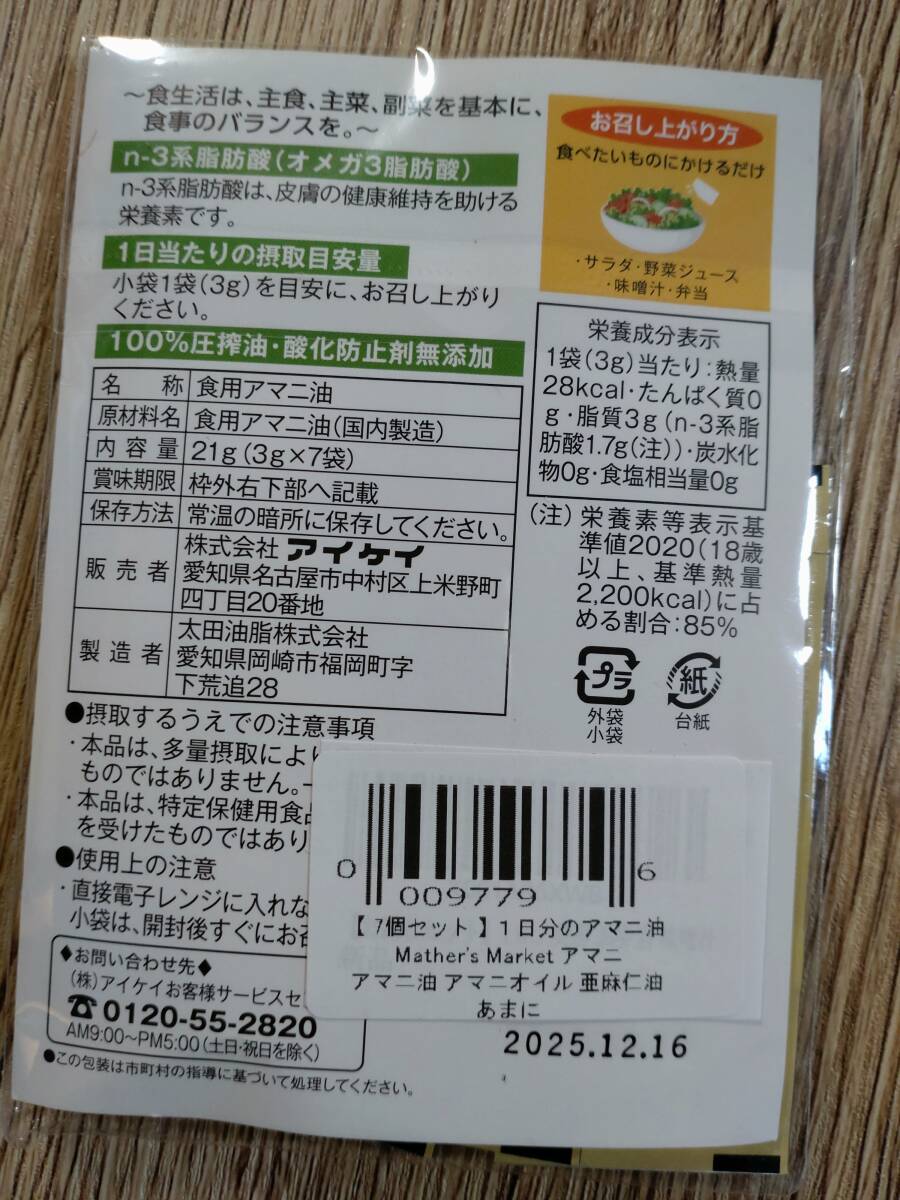 ～食生活は、主食、主菜、副菜を基本に、
食事のバランスを。～
n-3系脂肪酸(オメガ3脂肪酸)
n-3系脂肪酸は、皮膚の健康維持を助ける
栄養素です。
1日当たりの摂取目安量
小袋1袋(3g)を目安に、お召し上がり
ください。
100%圧搾油・酸化防止剤無添加
名 称 食用アマニ油
原材料名 食用アマニ油(国内製造)
内容量 21g(3g×7袋)
賞味期限 枠外右下部へ記載
保存方法 常温の暗所に保存してください。
販売者 株式会社 アイケイ
愛知県名古屋市中村区上米野町
四丁目20番地
製造者 太田油脂株式会社
愛知県岡崎市福岡町字
下荒追28
●摂取するうえでの注意事項
・本品は、多量摂取により
ものではありません。
・本品は、特定保健用食品
を受けたものではあり
●使用上の注意
・直接電子レンジに入れな
小袋は、開封後すぐにお召
◆お問い合わせ先◆
(株)アイケイお客様サービスセ
☎0120-55-2820
AM9:00～PM5:00(土日・祝日を除く)
●この包装は市町村の指導に基づいて処理してください。
お召し上がり方
食べたいものにかけるだけ
・サラダ・野菜ジュース
・味噌汁・弁当
栄養成分表示
1袋(3g)当たり:熱量
28kcal・たんぱく質0
g・脂質3g(n-3系脂
肪酸1.7g(注))・炭水化
物0g・食塩相当量0g
(注)栄養素等表示基
準値2020(18歳
以上、基準熱量
2,200kcal)に占
める割合:85%
プラ
外袋
小袋
紙
台紙
0 009779 6
【 7個セット 】１日分のアマニ油
Mather's Market アマニ
アマニ油 アマニオイル 亜麻仁油
あまに
2025.12.16